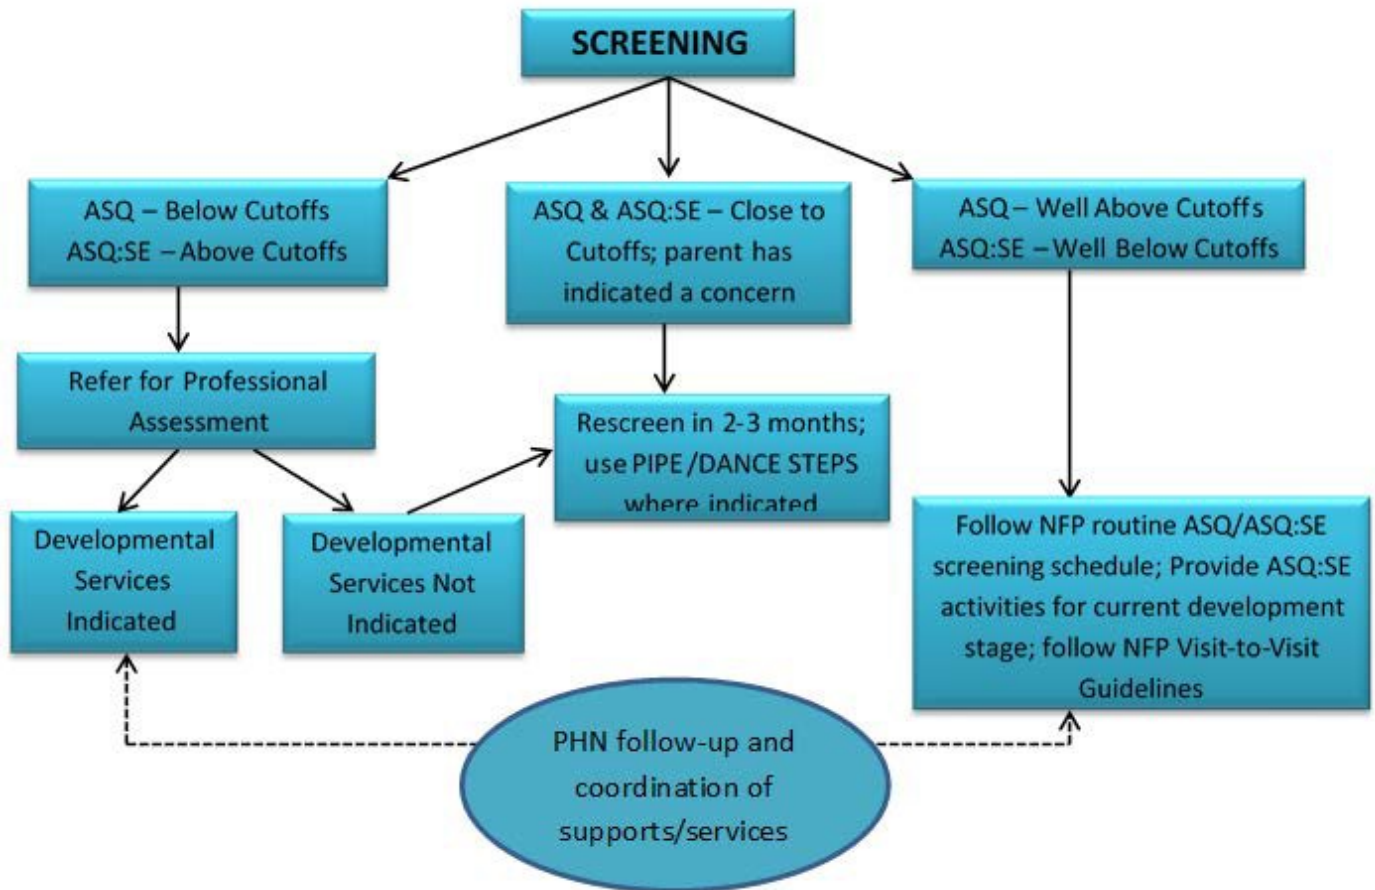 SCREENING
ASQ – Below Cutoffs
ASQ:SE – Above Cutoffs
ASQ & ASQ:SE – Close to
Cutoffs; parent has
indicated a concern
ASQ – Well Above Cutoffs
ASQ:SE – Well Below Cutoffs
Refer for Professional
Assessment
Rescreen in 2-3 months;
use PIPE/DANCE STEPS
where indicated
Developmental
Services
Indicated
Developmental
Services Not
Indicated
Follow NFP routine ASQ/ASQ:SE
screening schedule; Provide ASQ:SE
activities for current development
stage; follow NFP Visit-to-Visit
Guidelines
PHN follow-up and
coordination of
supports/services